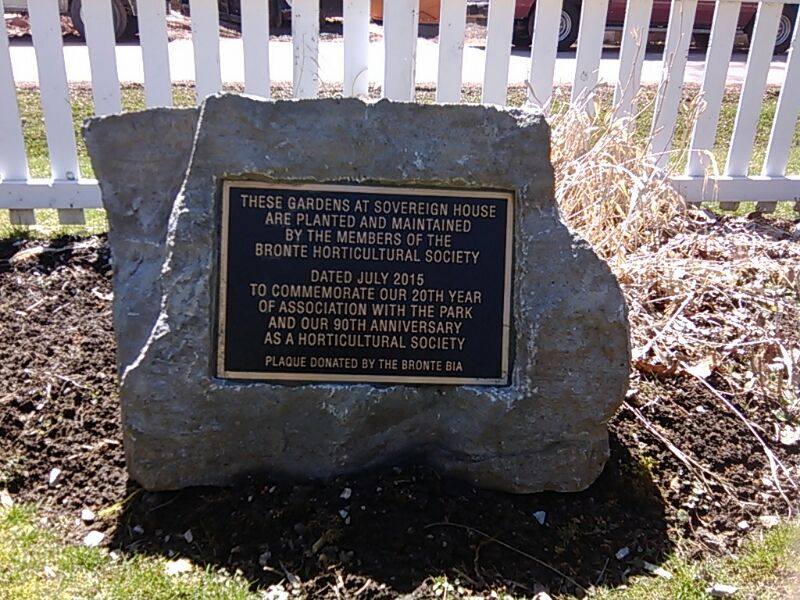 THESE GARDENS AT SOVEREIGN HOUSE
ARE PLANTED AND MAINTAINED
BY THE MEMBERS OF THE
BRONTE HORTICULTURAL SOCIETY
DATED JULY 2015
TO COMMEMORATE OUR 20TH YEAR
OF ASSOCIATION WITH THE PARK
AND OUR 90TH ANNIVERSARY
AS A HORTICULTURAL SOCIETY
PLAQUE DONATED BY THE BRONTE BIA